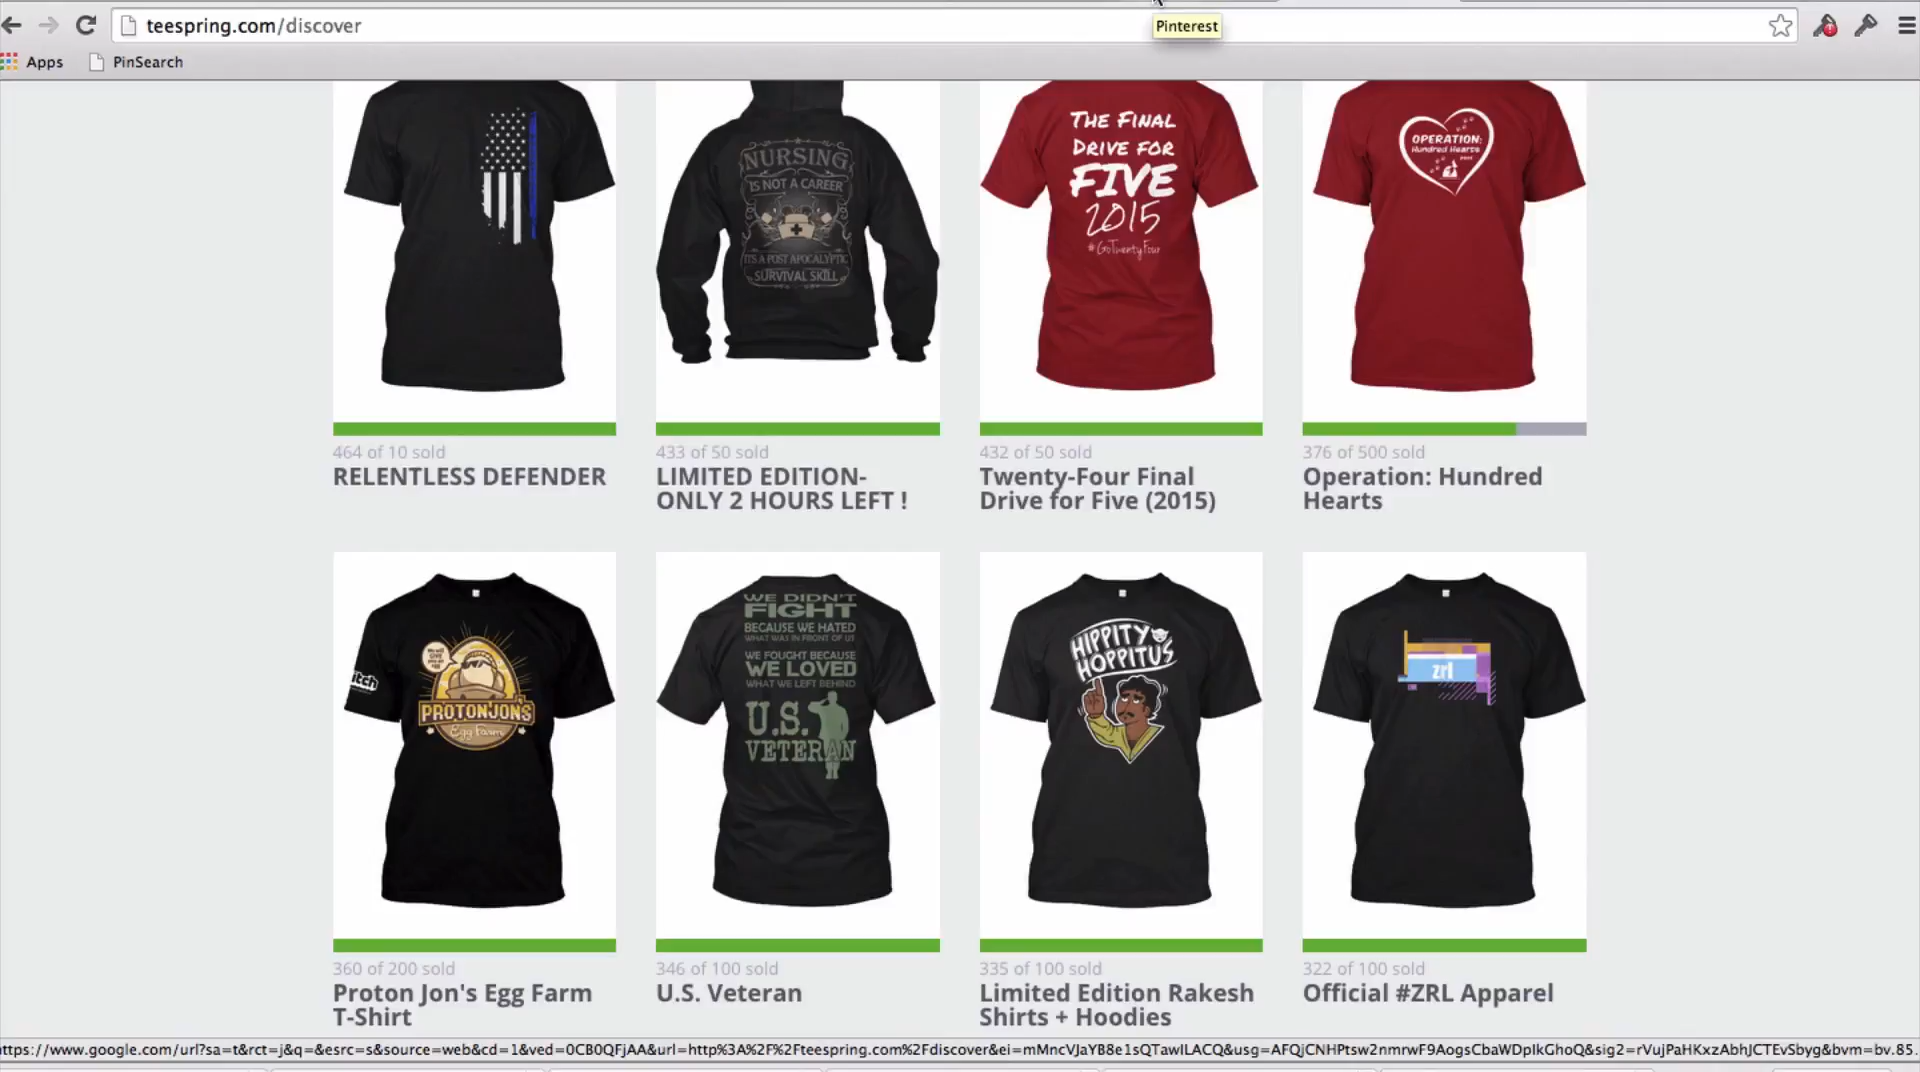 Pinterest
teespring.com/discover
Apps
PinSearch
NURSING
IS NOT A CAREER
ITS A POST APOCALYPTIC
SURVIVAL SKILL
THE FINAL
DRIVE FOR
FIVE
2015
#GoTwentyFour
OPERATION:
Hundred Hearts
464 of 10 sold
RELENTLESS DEFENDER
433 of 50 sold
LIMITED EDITION-
ONLY 2 HOURS LEFT !
432 of 50 sold
Twenty-Four Final
Drive for Five (2015)
376 of 500 sold
Operation: Hundred
Hearts
itch
PROTONJON'S
Egg Farm
WE DIDN'T
FIGHT
BECAUSE WE HATED
WHAT WAS IN FRONT OF US
WE FOUGHT BECAUSE
WE LOVED
WHAT WE LEFT BEHIND
U.S.
VETERAN
HIPPITY
HOPPITUS
zrl
360 of 200 sold
Proton Jon's Egg Farm
T-Shirt
346 of 100 sold
U.S. Veteran
335 of 100 sold
Limited Edition Rakesh
Shirts + Hoodies
322 of 100 sold
Official #ZRL Apparel
ttps://www.google.com/url?sa=t&rct=j&q=&esrc=s&source=web&cd=1&ved=0CB0QFjAA&url=http%3A%2F%2Fteespring.com%2Fdiscover&ei=mMncVJaYB8e1sQTawILACQ&usg=AFQjCNHPtsw2nmrwF9AogsCbaWDpIkGhoQ&sig2=rVujPaHKxzAbhJCTEvSbyg&bvm=bv.85.